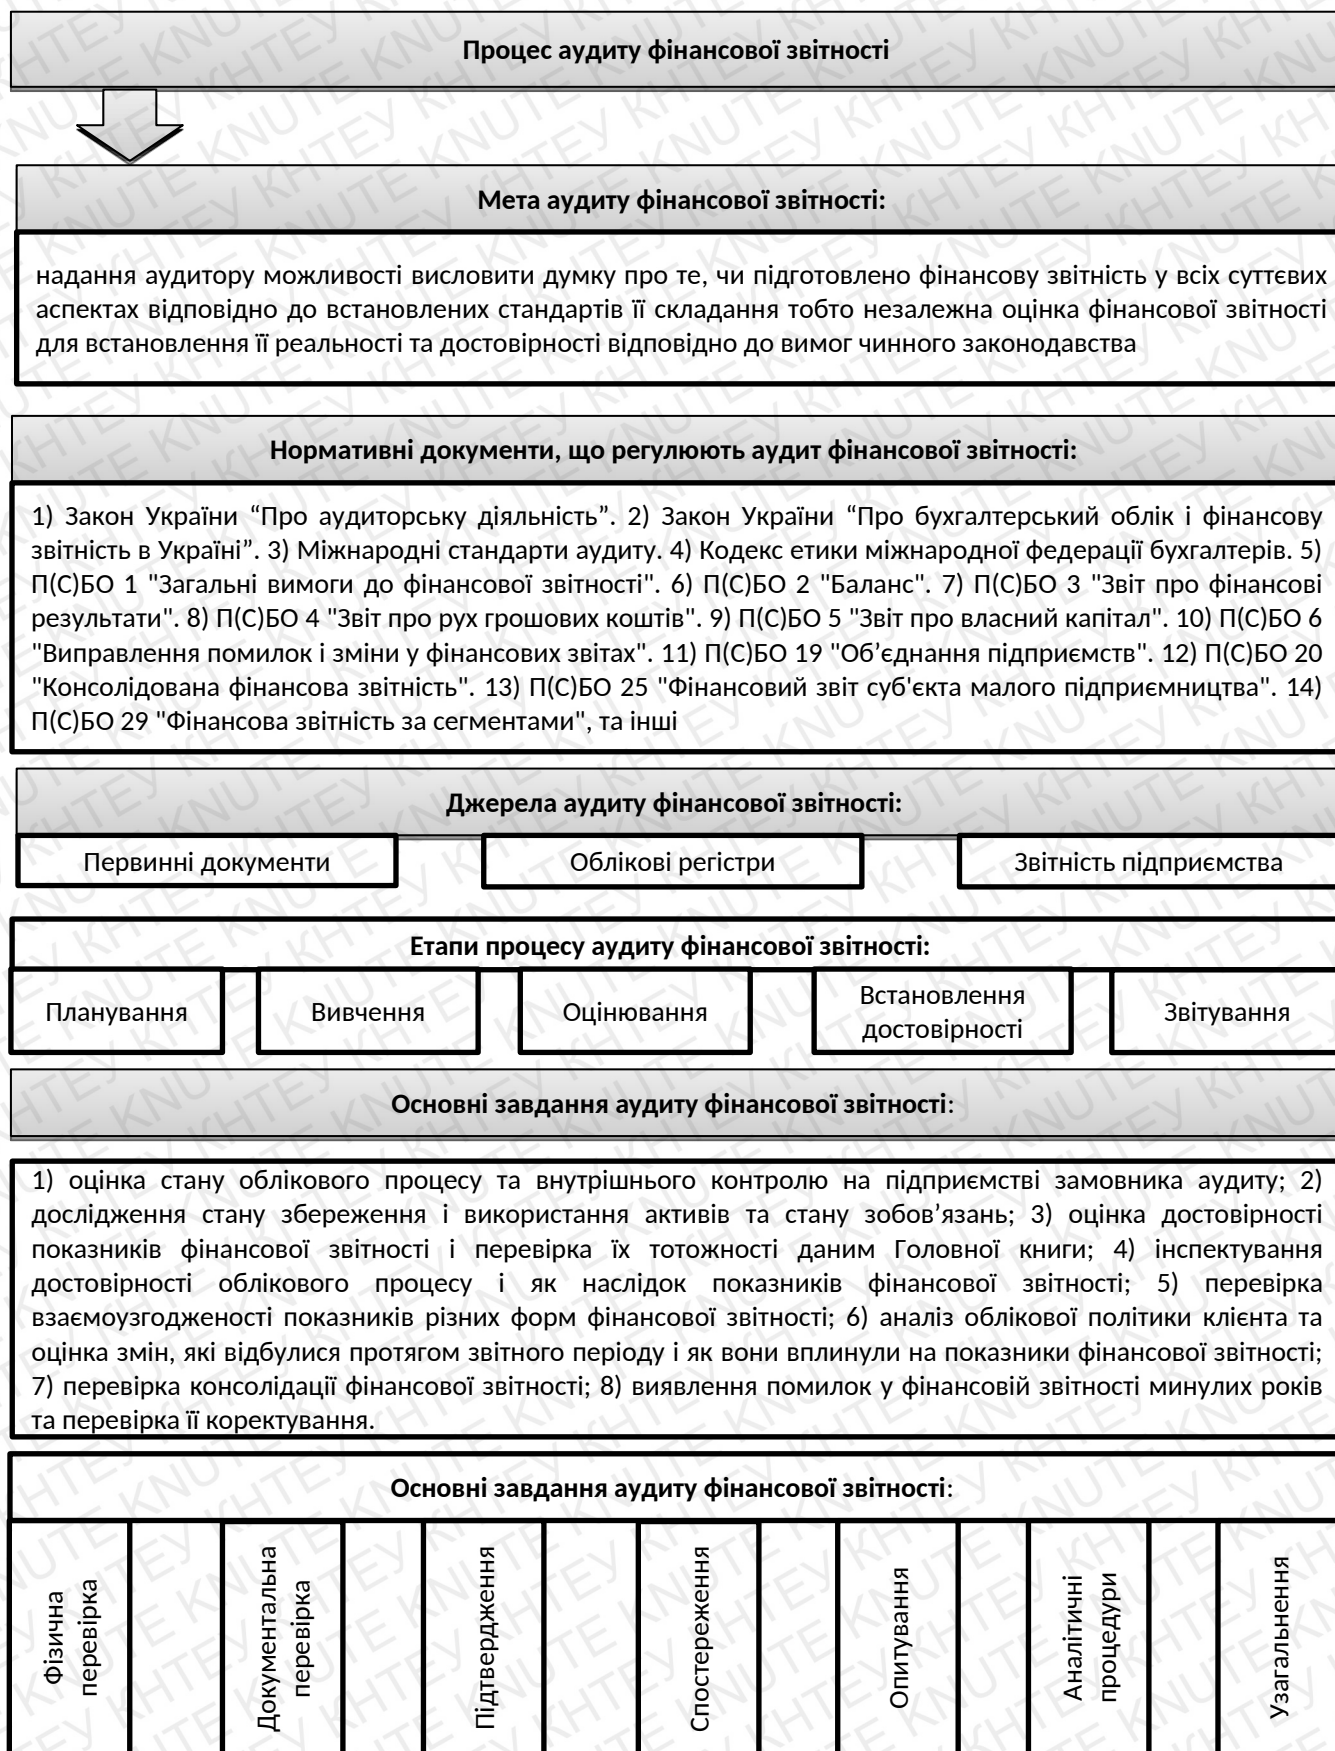 Процес аудиту фінансової звітності
Мета аудиту фінансової звітності:
надання аудитору можливості висловити думку про те, чи підготовлено фінансову звітність у всіх суттєвих
аспектах відповідно до встановлених стандартів її складання тобто незалежна оцінка фінансової звітності
для встановлення її реальності та достовірності відповідно до вимог чинного законодавства
Нормативні документи, що регулюють аудит фінансової звітності:
1) Закон України “Про аудиторську діяльність”. 2) Закон України “Про бухгалтерський облік і фінансову
звітність в Україні”. 3) Міжнародні стандарти аудиту. 4) Кодекс етики міжнародної федерації бухгалтерів. 5)
П(С)БО 1 "Загальні вимоги до фінансової звітності". 6) П(С)БО 2 "Баланс". 7) П(С)БО 3 "Звіт про фінансові
результати". 8) П(С)БО 4 "Звіт про рух грошових коштів". 9) П(С)БО 5 "Звіт про власний капітал". 10) П(С)БО 6
"Виправлення помилок і зміни у фінансових звітах". 11) П(С)БО 19 "Об’єднання підприємств". 12) П(С)БО 20
"Консолідована фінансова звітність". 13) П(С)БО 25 "Фінансовий звіт суб'єкта малого підприємництва". 14)
П(С)БО 29 "Фінансова звітність за сегментами", та інші
Джерела аудиту фінансової звітності:
Первинні документи
Облікові регістри
Звітність підприємства
Етапи процесу аудиту фінансової звітності:
Планування
Вивчення
Оцінювання
Встановлення
достовірності
Звітування
Основні завдання аудиту фінансової звітності:
1) оцінка стану облікового процесу та внутрішнього контролю на підприємстві замовника аудиту; 2)
дослідження стану збереження і використання активів та стану зобов’язань; 3) оцінка достовірності
показників фінансової звітності і перевірка їх тотожності даним Головної книги; 4) інспектування
достовірності облікового процесу і як наслідок показників фінансової звітності; 5) перевірка
взаємоузгодженості показників різних форм фінансової звітності; 6) аналіз облікової політики клієнта та
оцінка змін, які відбулися протягом звітного періоду і як вони вплинули на показники фінансової звітності;
7) перевірка консолідації фінансової звітності; 8) виявлення помилок у фінансовій звітності минулих років
та перевірка її коректування.
Основні завдання аудиту фінансової звітності:
Фізична
перевірка
Документальна
перевірка
Підтвердження
Спостереження
Опитування
Аналітичні
процедури
Узагальнення